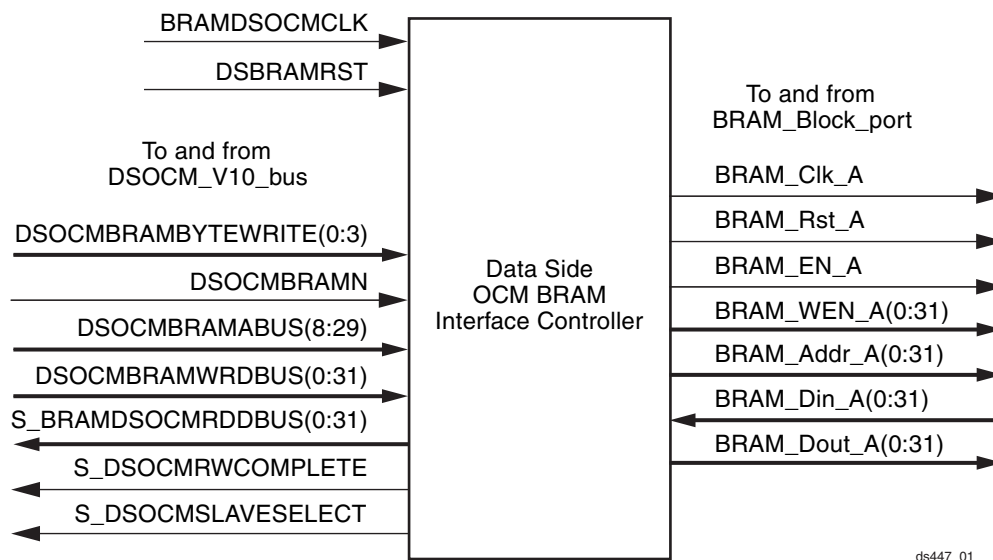 BRAMDSOCMCLK
DSBRAMRST
To and from
DSOCM_V10_bus
DSOCMBRAMBYTEWRITE(0:3)
DSOCMBRAMN
DSOCMBRAMABUS(8:29)
DSOCMBRAMWRDBUS(0:31)
S_BRAMDSOCMRDDBUS(0:31)
S_DSOCMRWCOMPLETE
S_DSOCMSLAVESELECT
Data Side
OCM BRAM
Interface Controller
To and from
BRAM_Block_port
BRAM_Clk_A
BRAM_Rst_A
BRAM_EN_A
BRAM_WEN_A(0:31)
BRAM_Addr_A(0:31)
BRAM_Din_A(0:31)
BRAM_Dout_A(0:31)
ds447_01